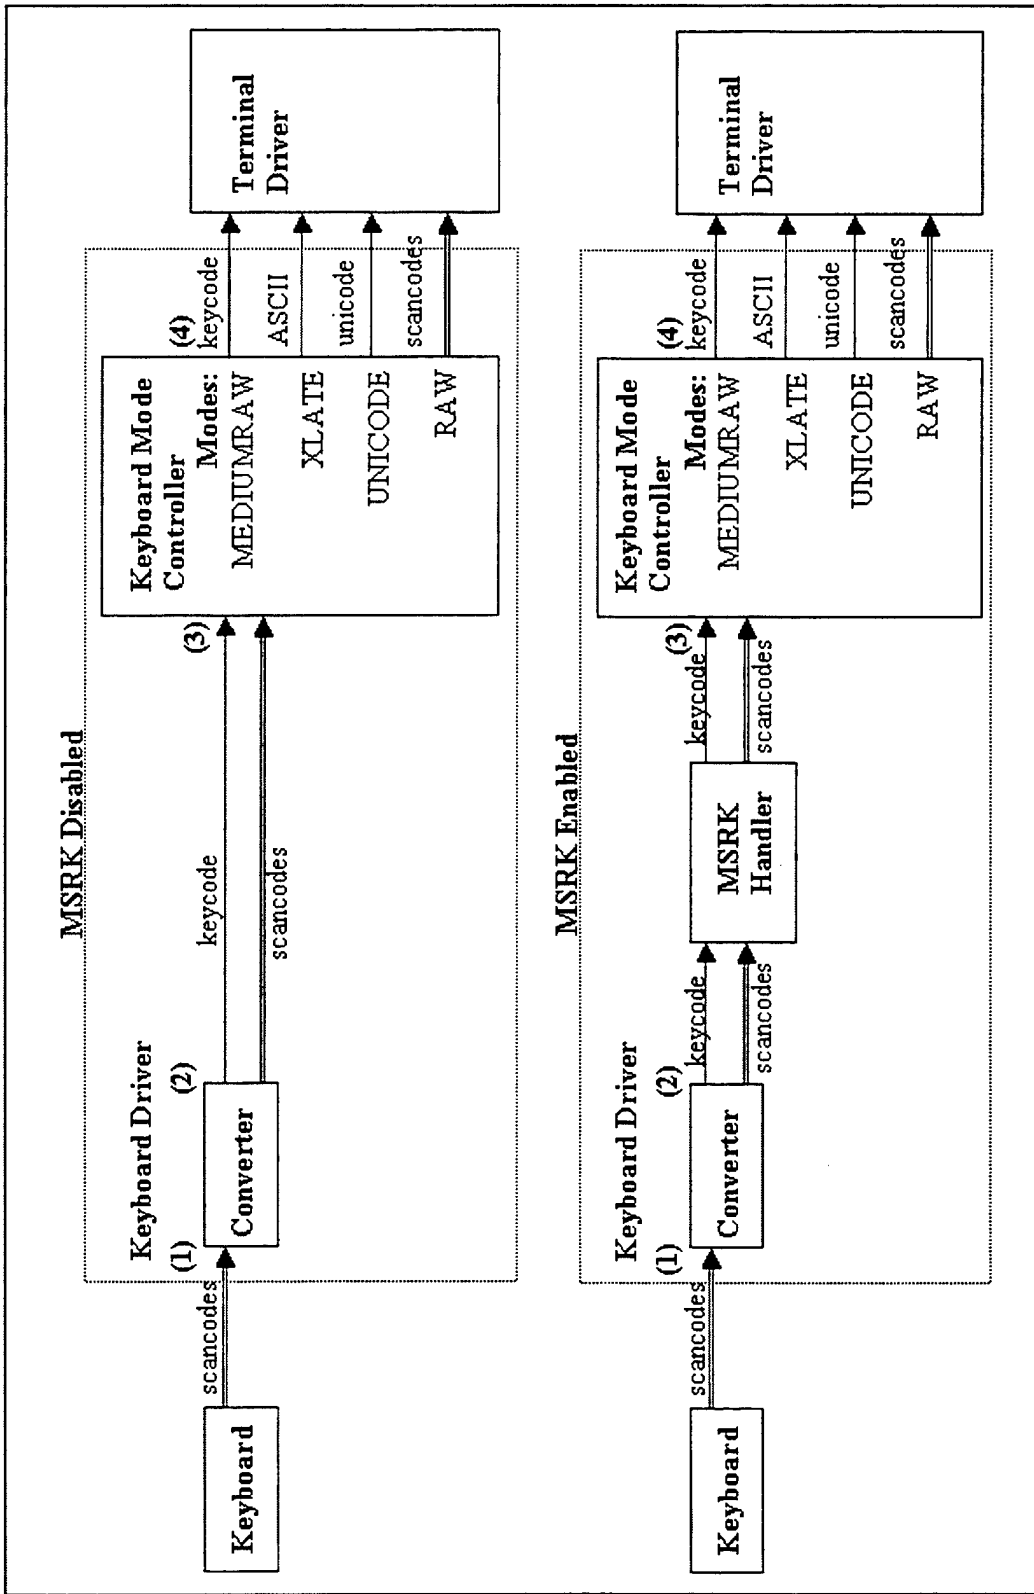 MSRK Disabled
Keyboard Driver
Keyboard
scancodes
(1)
Converter
(2)
keycode
scancodes
(3)
Keyboard Mode
Controller
Modes:
MEDIUMRAW
XLATE
UNICODE
RAW
(4)
keycode
ASCII
unicode
scancodes
Terminal
Driver
MSRK Enabled
Keyboard Driver
Keyboard
scancodes
(1)
Converter
(2)
keycode
scancodes
MSRK
Handler
keycode
scancodes
(3)
Keyboard Mode
Controller
Modes:
MEDIUMRAW
XLATE
UNICODE
RAW
(4)
keycode
ASCII
unicode
scancodes
Terminal
Driver